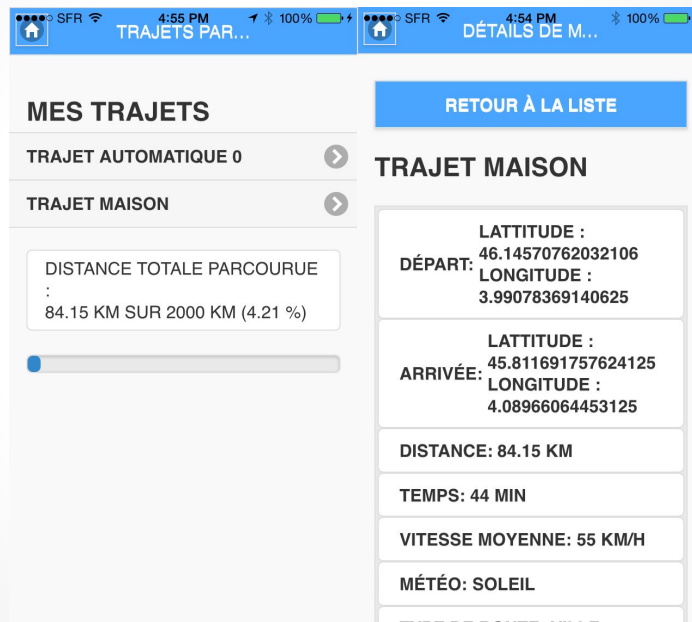 SFR 4:55 PM 100%
TRAJETS PAR...
MES TRAJETS
TRAJET AUTOMATIQUE 0
TRAJET MAISON
DISTANCE TOTALE PARCOURUE
:
84.15 KM SUR 2000 KM (4.21 %)
SFR 4:54 PM 100%
DÉTAILS DE M...
RETOUR À LA LISTE
TRAJET MAISON
DÉPART:
LATTITUDE :
46.14570762032106
LONGITUDE :
3.99078369140625
ARRIVÉE:
LATTITUDE :
45.811691757624125
LONGITUDE :
4.08966064453125
DISTANCE: 84.15 KM
TEMPS: 44 MIN
VITESSE MOYENNE: 55 KM/H
MÉTÉO: SOLEIL